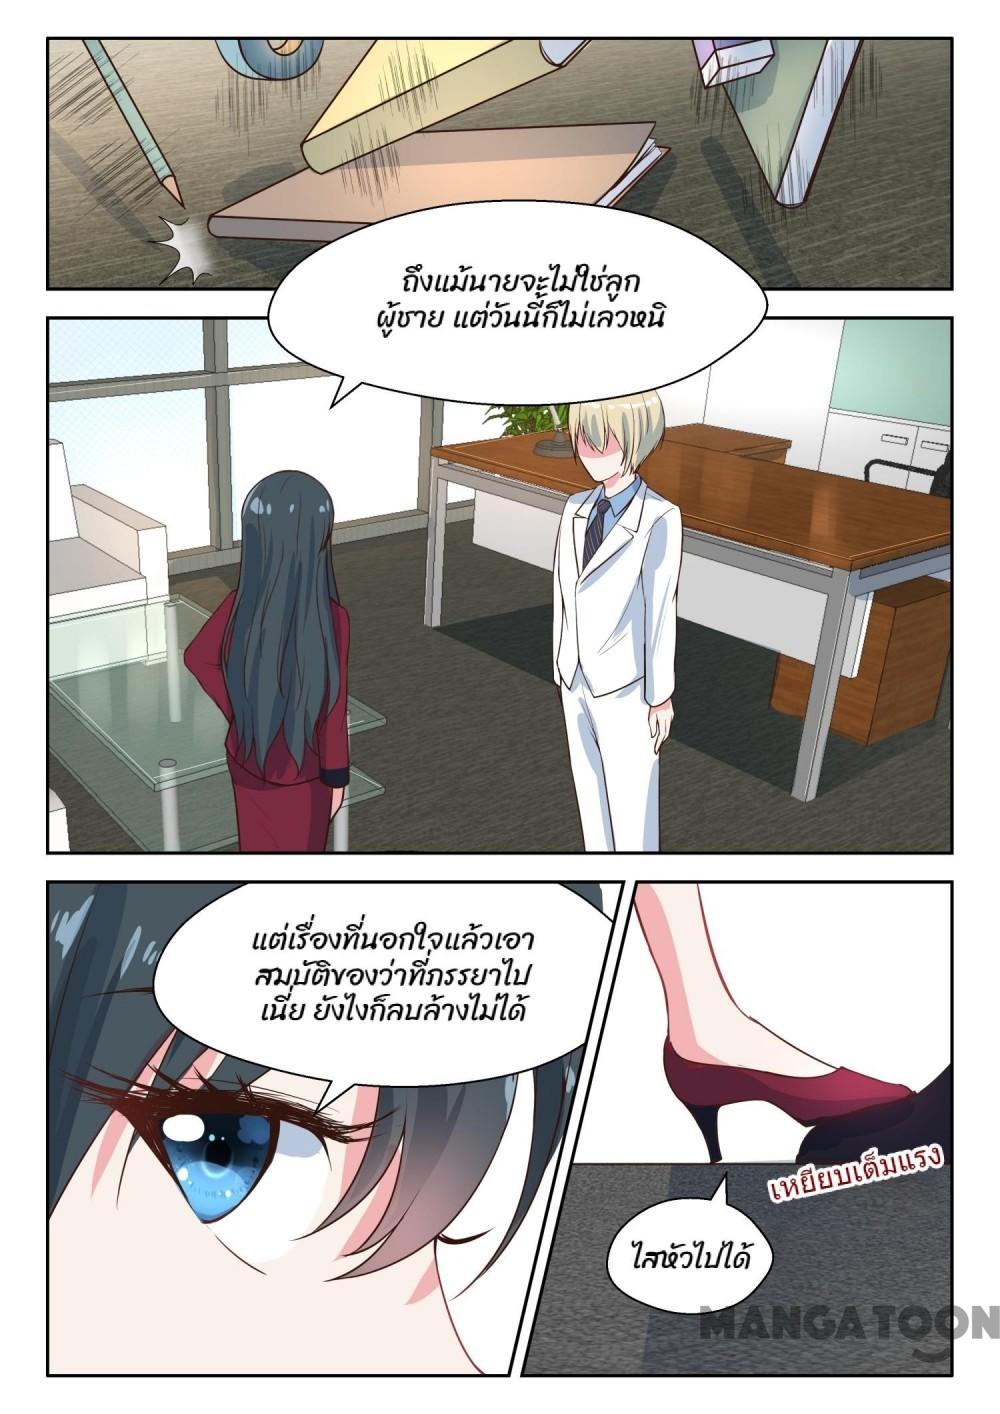 ถึงแม้นายจะไม่ใช่ลูก
ผู้ชาย แต่วันนี้ก็ไม่เลวหนิ
แต่เรื่องที่นอกใจแล้วเอา
สมบัติของว่าที่ภรรยาไป
เนี่ย ยังไงก็ลบล้างไม่ได้
เหยียบเต็มแรง
ไสหัวไปได้
MANGATOON